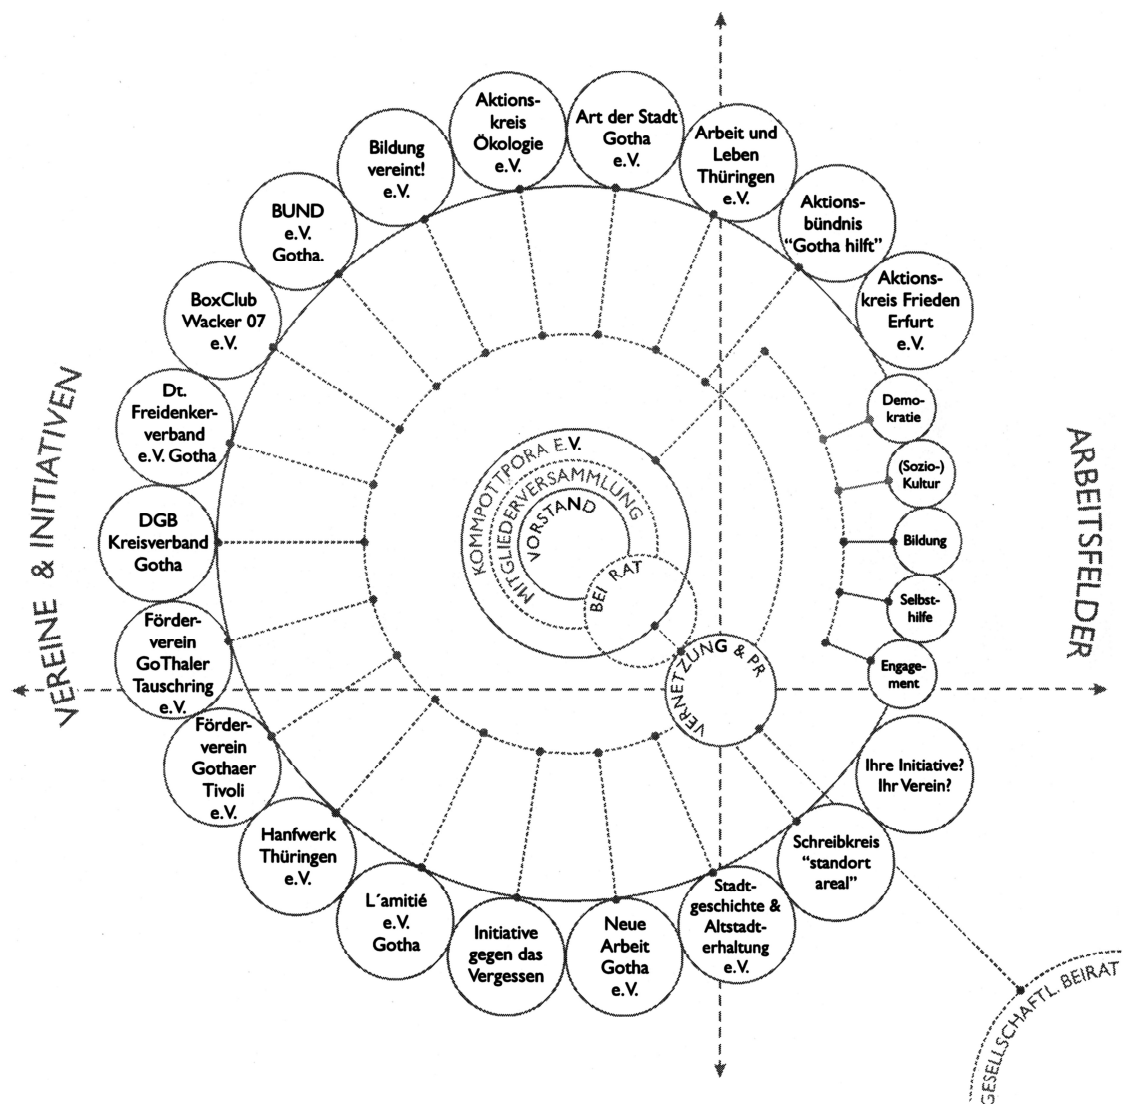 Aktions-
kreis
Ökologie
e.V.
Art der Stadt
Gotha
e.V.
Arbeit und
Leben
Thüringen
e.V.
Aktions-
bündnis
“Gotha hilft”
Aktions-
kreis Frieden
Erfurt
e.V.
Bildung
vereint!
e.V.
BUND
e.V.
Gotha.
BoxClub
Wacker 07
e.V.
Dt.
Freidenker-
verband
e.V. Gotha
DGB
Kreisverband
Gotha
Förder-
verein
GoThaler
Tauschring
e.V.
Förder-
verein
Gothaer
Tivoli
e.V.
Hanfwerk
Thüringen
e.V.
L´amitié
e.V.
Gotha
Initiative
gegen das
Vergessen
Neue
Arbeit
Gotha
e.V.
Stadt-
geschichte &
Altstadt-
erhaltung
e.V.
Schreibkreis
“standort
areal”
Ihre Initiative?
Ihr Verein?
Demo-
kratie
(Sozio-)
Kultur
Bildung
Selbst-
hilfe
Engage-
ment
VEREINE & INITIATIVEN
ARBEITSFELDER
KOMMPOTTPORA E.V.
MITGLIEDERVERSAMMLUNG
VORSTAND
BEI RAT
VERNETZUNG & PR
GESELLSCHAFTL. BEIRAT